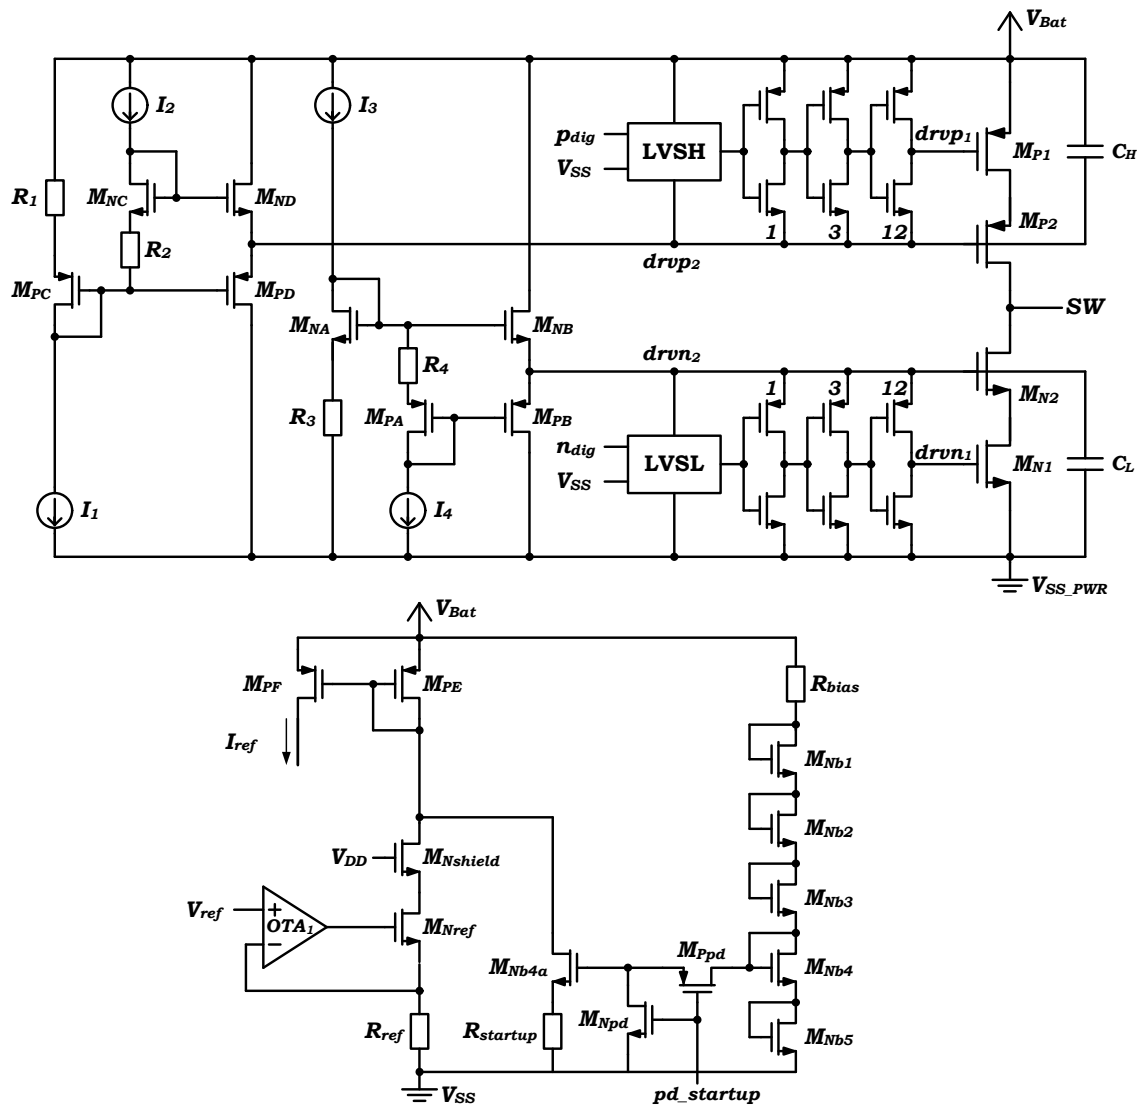 V_Bat
I_2
I_3
p_dig
V_SS
LVSH
drvp_1
M_P1
C_H
R_1
M_NC
M_ND
R_2
1
3
12
M_P2
drvp_2
M_PC
M_PD
SW
M_NA
M_NB
R_4
drvn_2
R_3
M_PA
M_PB
1
3
12
M_N2
n_dig
V_SS
LVSL
drvn_1
M_N1
C_L
I_1
I_4
V_SS_PWR
V_Bat
M_PF
M_PE
R_bias
I_ref
M_Nb1
M_Nb2
V_DD
M_Nshield
M_Nb3
V_ref
+
OTA_1
−
M_Nref
M_Ppd
M_Nb4a
M_Nb4
R_ref
R_startup
M_Npd
M_Nb5
V_SS
pd_startup